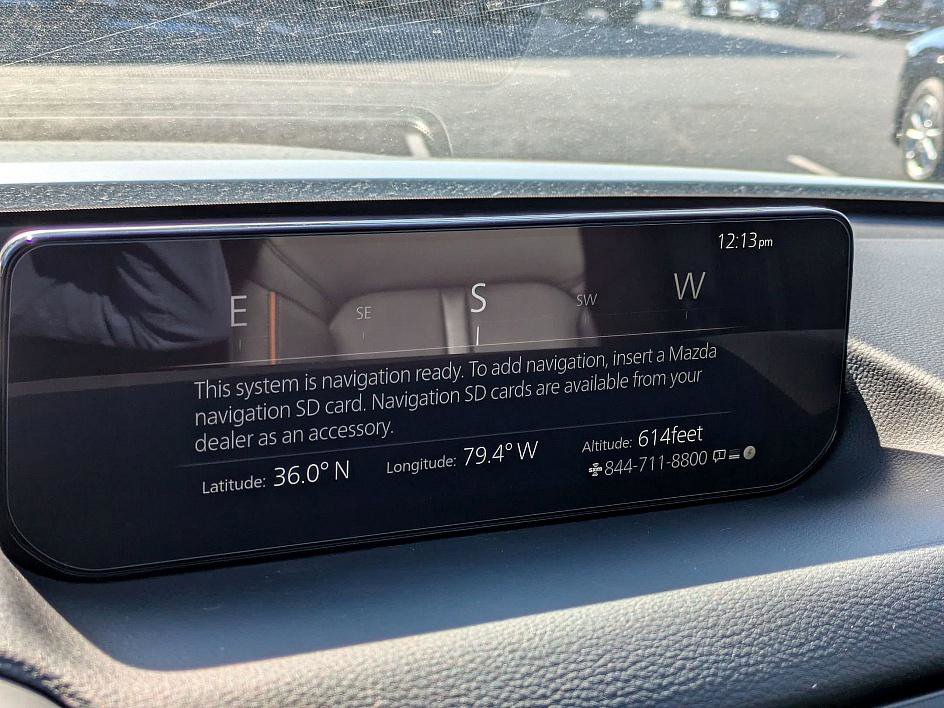 12:13pm
E SE S SW W
This system is navigation ready. To add navigation, insert a Mazda
navigation SD card. Navigation SD cards are available from your
dealer as an accessory.
Latitude: 36.0° N Longitude: 79.4° W Altitude: 614feet
844-711-8800